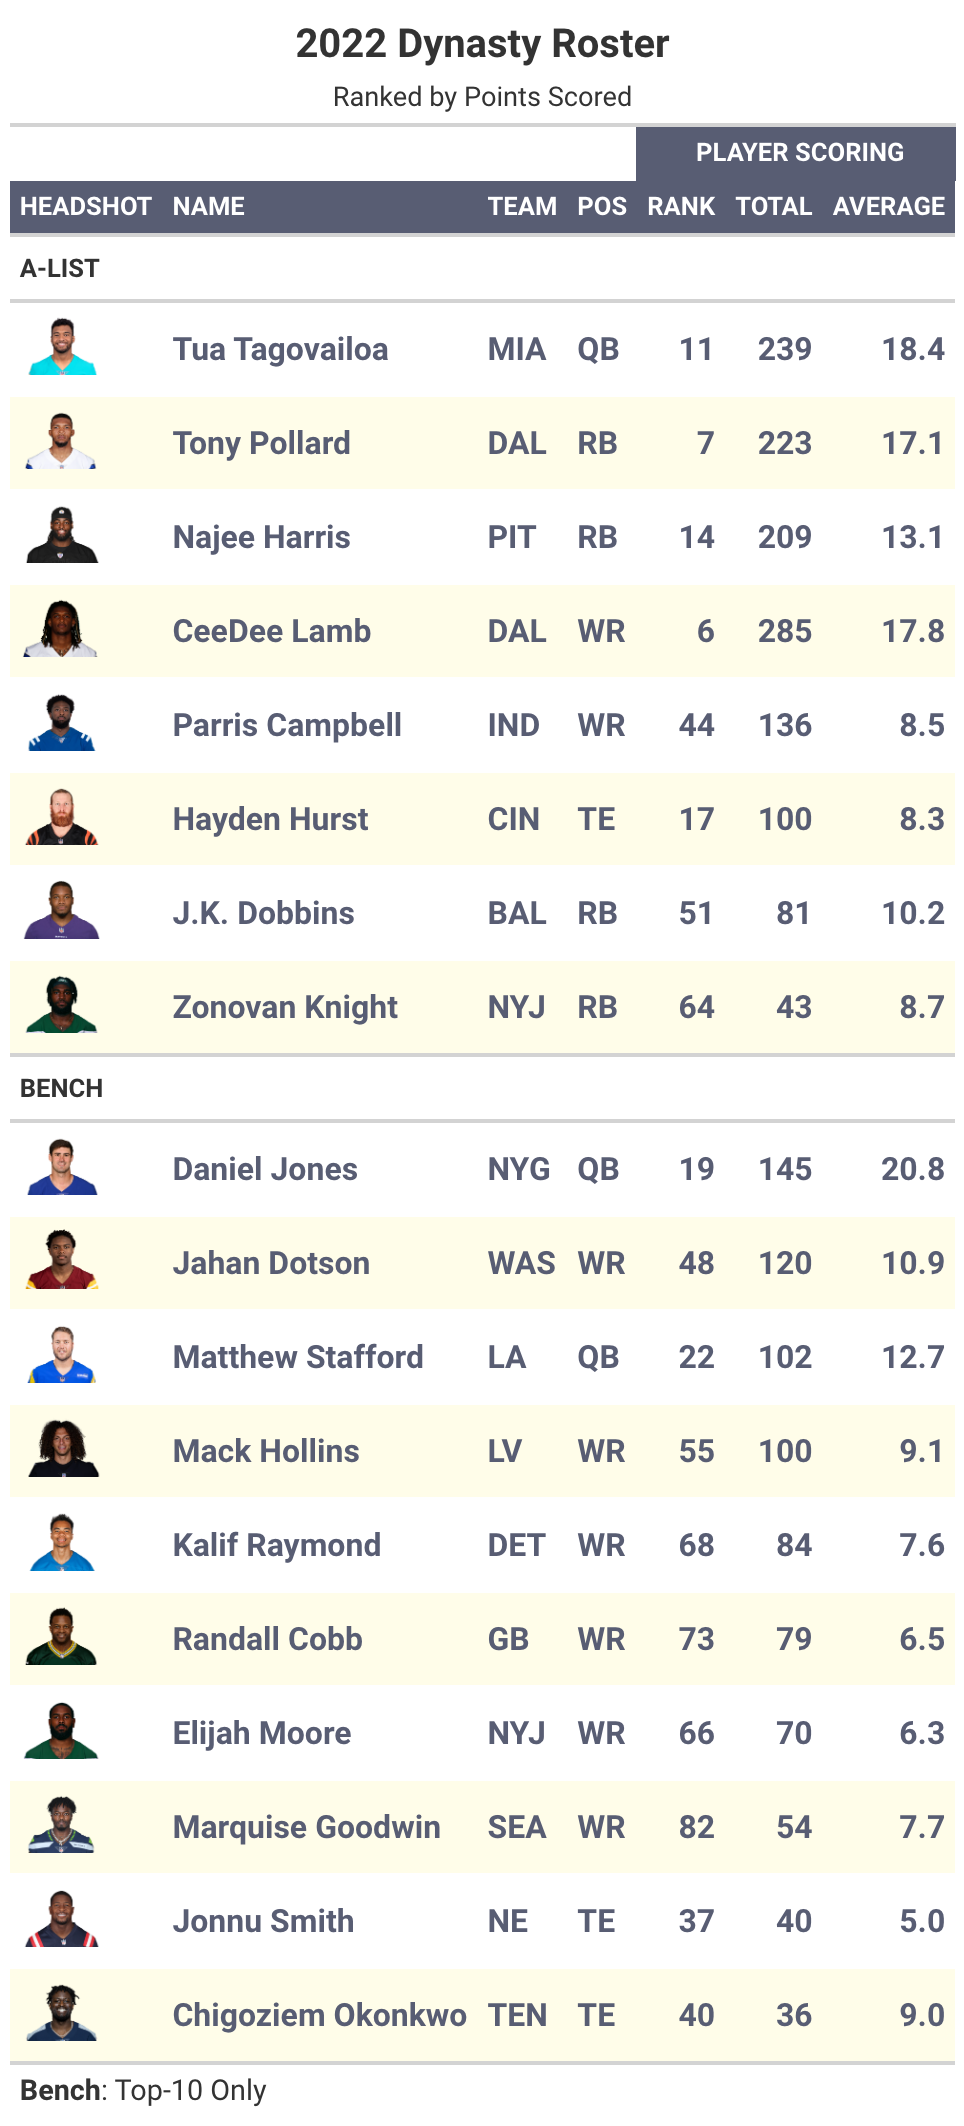 2022 Dynasty Roster
Ranked by Points Scored
PLAYER SCORING
HEADSHOT NAME TEAM POS RANK TOTAL AVERAGE
A-LIST
Tua Tagovailoa MIA QB 11 239 18.4
Tony Pollard DAL RB 7 223 17.1
Najee Harris PIT RB 14 209 13.1
CeeDee Lamb DAL WR 6 285 17.8
Parris Campbell IND WR 44 136 8.5
Hayden Hurst CIN TE 17 100 8.3
J.K. Dobbins BAL RB 51 81 10.2
Zonovan Knight NYJ RB 64 43 8.7
BENCH
Daniel Jones NYG QB 19 145 20.8
Jahan Dotson WAS WR 48 120 10.9
Matthew Stafford LA QB 22 102 12.7
Mack Hollins LV WR 55 100 9.1
Kalif Raymond DET WR 68 84 7.6
Randall Cobb GB WR 73 79 6.5
Elijah Moore NYJ WR 66 70 6.3
Marquise Goodwin SEA WR 82 54 7.7
Jonnu Smith NE TE 37 40 5.0
Chigoziem Okonkwo TEN TE 40 36 9.0
Bench: Top-10 Only